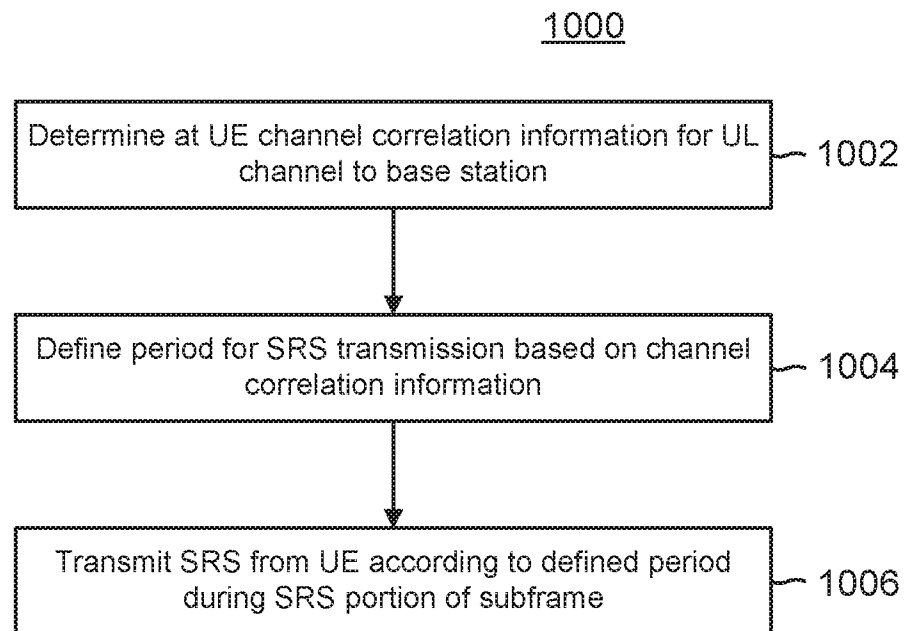 1000
Determine at UE channel correlation information for UL
channel to base station
1002
Define period for SRS transmission based on channel
correlation information
1004
Transmit SRS from UE according to defined period
during SRS portion of subframe
1006